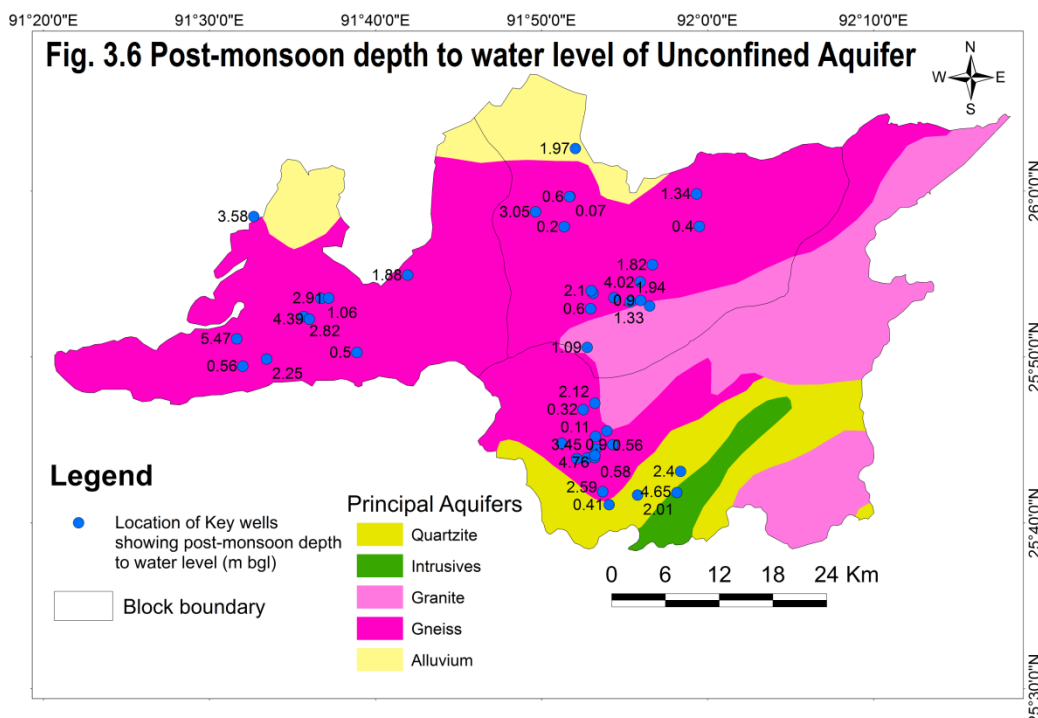 91°20'0"E 91°30'0"E 91°40'0"E 91°50'0"E 92°0'0"E 92°10'0"E
Fig. 3.6 Post-monsoon depth to water level of Unconfined Aquifer
N
W E
S
1.97
26°0'0"N
0.6
1.34
3.05 0.07
3.58
0.2 0.4
1.82
1.88
4.02
2.1 1.94
2.91 0.9
1.06
0.6 1.33
4.39
2.82
5.47
1.09
0.5
25°50'0"N
0.56
2.25
2.12
0.32
0.11
3.45 0.9 0.56
4.76
0.58
2.4
2.59 4.65
0.41 2.01
25°40'0"N
25°30'0"N
Legend
Location of Key wells
showing post-monsoon depth
to water level (m bgl)
Block boundary
Principal Aquifers
Quartzite
Intrusives
Granite
Gneiss
Alluvium
0 6 12 18 24 Km